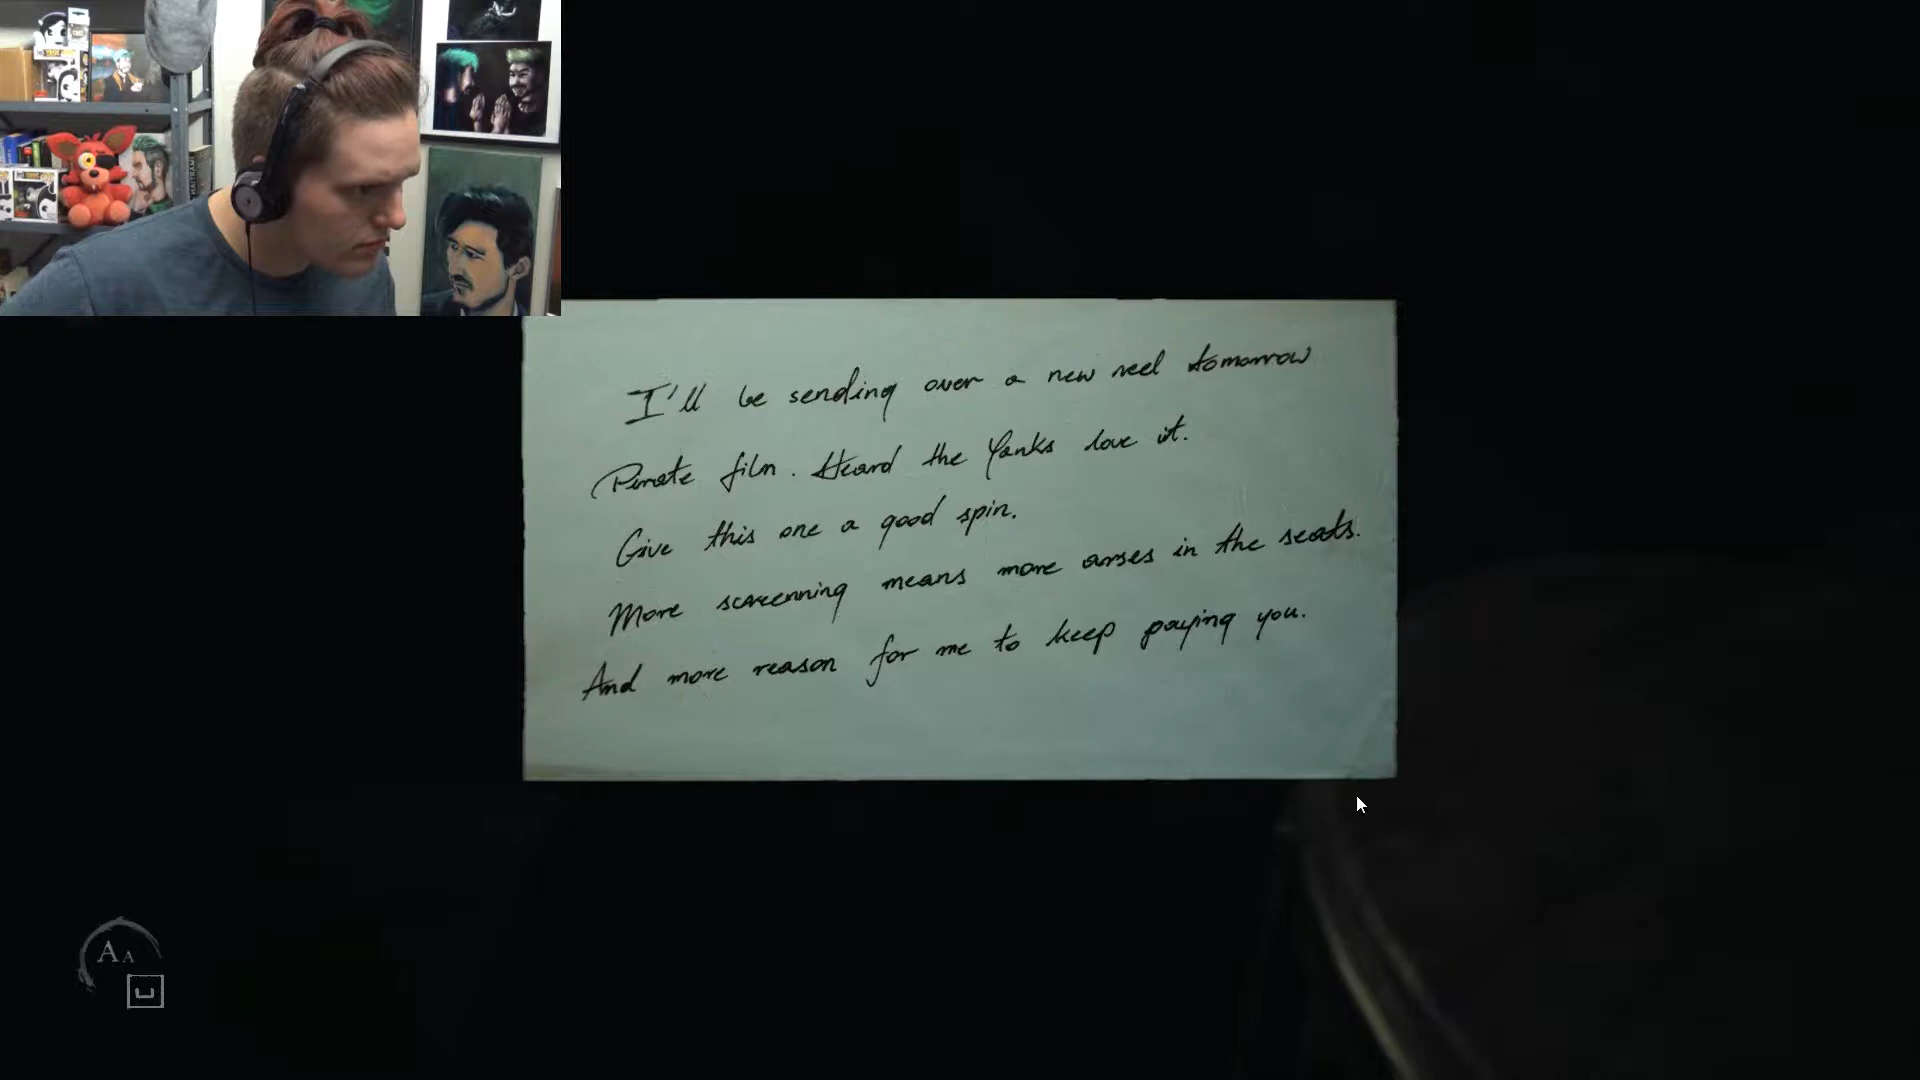 I'll be sending over a new reel tomorrow
Pirate film. Heard the Yanks love it.
Give this one a good spin.
More screenning means more arses in the seats.
And more reason for me to keep paying you.
A A